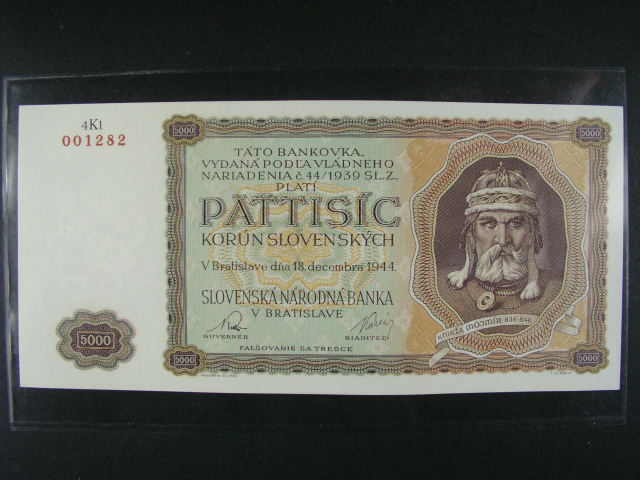 4K1
001282
5000
5000
TÁTO BANKOVKA,
VYDANÁ PODĽA VLÁDNEHO
NARIADENIA č. 44/1939 SL. Z.,
PLATÍ
PÄŤTISÍC
KORÚN SLOVENSKÝCH
V Bratislave dňa 18. decembra 1944.
SLOVENSKÁ NÁRODNÁ BANKA
V BRATISLAVE
GUVERNÉR RIADITEĽ
FALŠOVANIE SA TRESCE
KNIEŽA MOJMÍR 836-846
5000
5000
5000